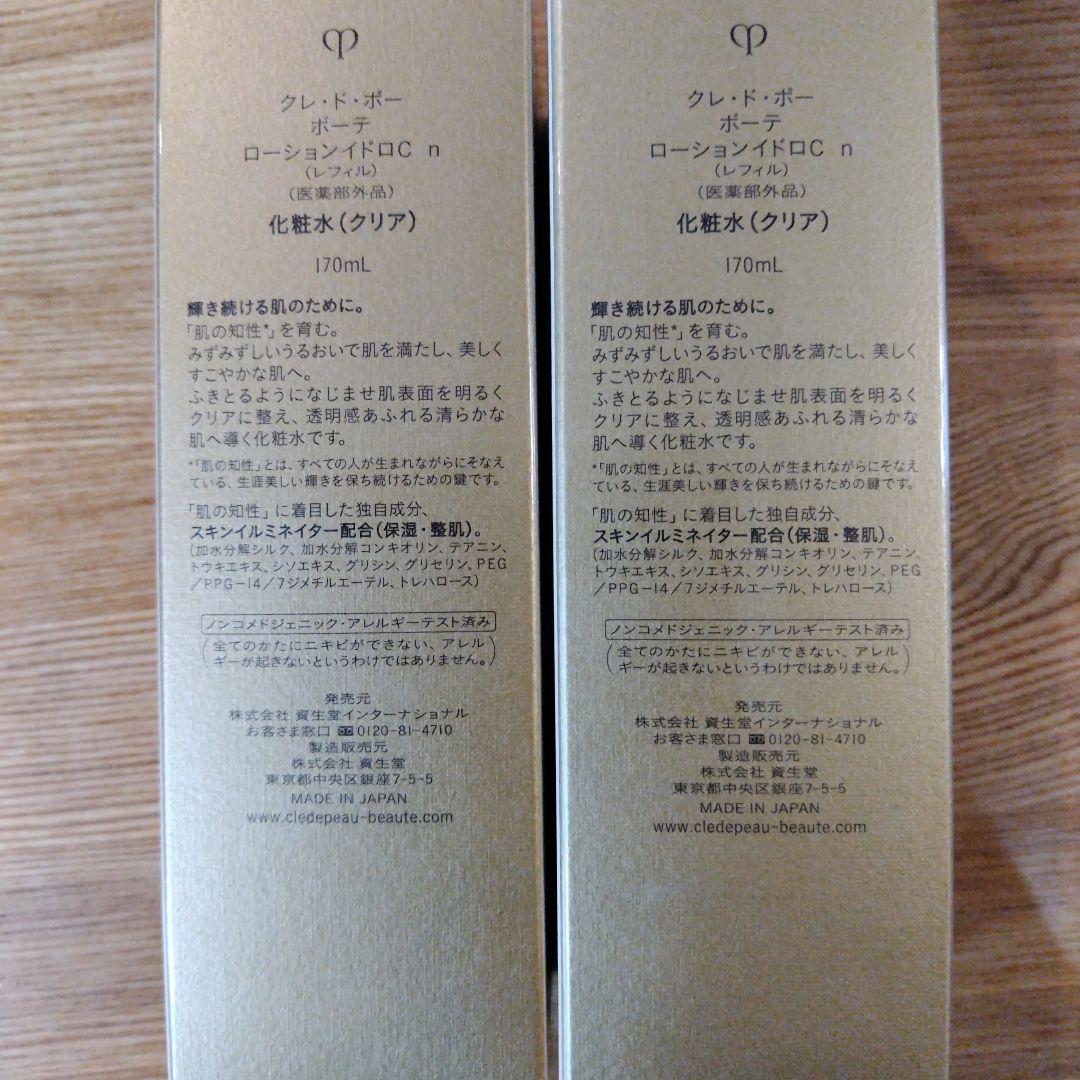 クレ・ド・ポー
ボーテ
ローションイドロC n
(レフィル)
(医薬部外品)
化粧水(クリア)
170mL
輝き続ける肌のために。
「肌の知性*」を育む。
みずみずしいうるおいで肌を満たし、美しく
すこやかな肌へ。
ふきとるようになじませ肌表面を明るく
クリアに整え、透明感あふれる清らかな
肌へ導く化粧水です。
*「肌の知性」とは、すべての人が生まれながらにそなえ
ている、生涯美しい輝きを保ち続けるための鍵です。
「肌の知性」に着目した独自成分、
スキンイルミネイター配合(保湿・整肌)。
(加水分解シルク、加水分解コンキオリン、テアニン、
トウキエキス、シソエキス、グリシン、グリセリン、PEG
/PPG-14/7ジメチルエーテル、トレハロース)
ノンコメドジェニック・アレルギーテスト済み
(全てのかたにニキビができない、アレル
ギーが起きないというわけではありません。)
発売元
株式会社 資生堂インターナショナル
お客さま窓口 0120-81-4710
製造販売元
株式会社 資生堂
東京都中央区銀座7-5-5
MADE IN JAPAN
www.cledepeau-beaute.com
クレ・ド・ポー
ボーテ
ローションイドロC n
(レフィル)
(医薬部外品)
化粧水(クリア)
170mL
輝き続ける肌のために。
「肌の知性*」を育む。
みずみずしいうるおいで肌を満たし、美しく
すこやかな肌へ。
ふきとるようになじませ肌表面を明るく
クリアに整え、透明感あふれる清らかな
肌へ導く化粧水です。
*「肌の知性」とは、すべての人が生まれながらにそなえ
ている、生涯美しい輝きを保ち続けるための鍵です。
「肌の知性」に着目した独自成分、
スキンイルミネイター配合(保湿・整肌)。
(加水分解シルク、加水分解コンキオリン、テアニン、
トウキエキス、シソエキス、グリシン、グリセリン、PEG
/PPG-14/7ジメチルエーテル、トレハロース)
ノンコメドジェニック・アレルギーテスト済み
(全てのかたにニキビができない、アレル
ギーが起きないというわけではありません。)
発売元
株式会社 資生堂インターナショナル
お客さま窓口 0120-81-4710
製造販売元
株式会社 資生堂
東京都中央区銀座7-5-5
MADE IN JAPAN
www.cledepeau-beaute.com